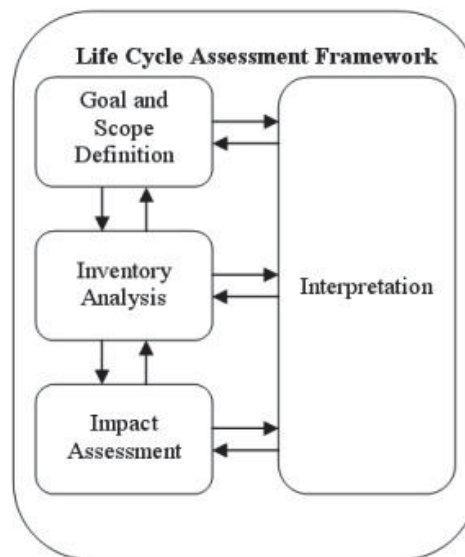 Life Cycle Assessment Framework
Goal and
Scope
Definition
Inventory
Analysis
Interpretation
Impact
Assessment